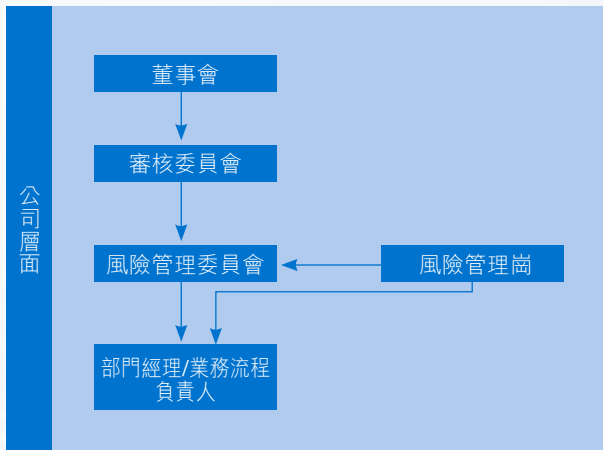 公司層面
董事會
審核委員會
風險管理委員會
風險管理崗
部門經理/業務流程
負責人